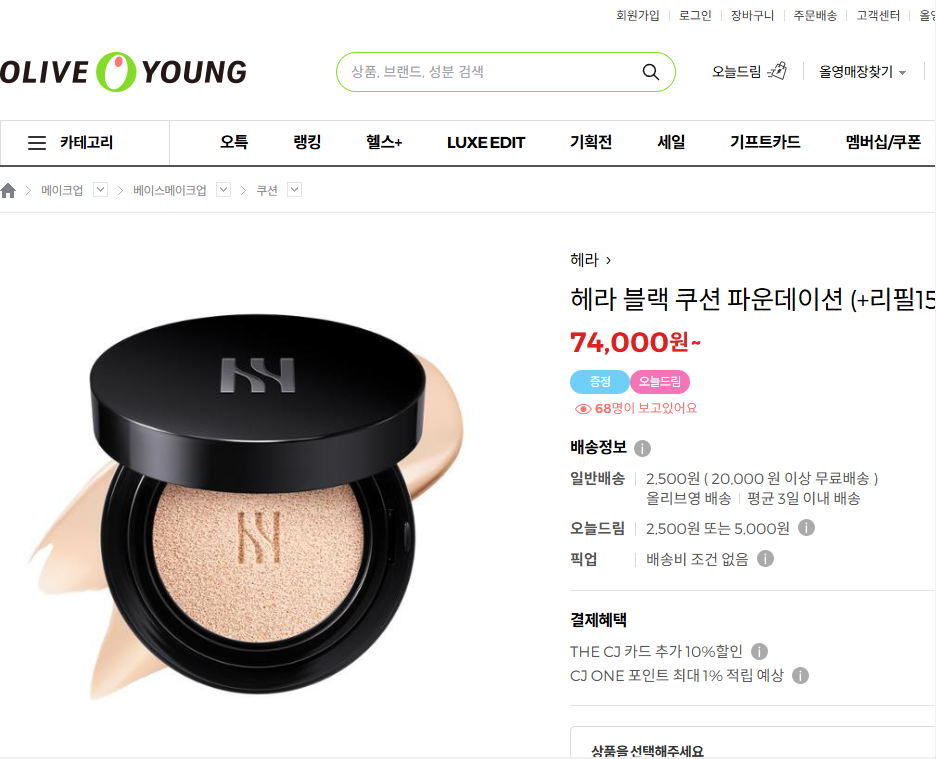 회원가입 로그인 장바구니 주문배송 고객센터
OLIVE YOUNG
상품, 브랜드, 성분 검색
오늘드림 올영매장찾기
카테고리 오특 랭킹 헬스+ LUXE EDIT 기획전 세일 기프트카드 멤버십/쿠폰
메이크업 베이스메이크업 쿠션
헤라 ›
헤라 블랙 쿠션 파운데이션 (+리필15
74,000원~
증정 오늘드림
68명이 보고있어요
배송정보
일반배송 2,500원 ( 20,000 원 이상 무료배송 )
올리브영 배송 평균 3일 이내 배송
오늘드림 2,500원 또는 5,000원
픽업 배송비 조건 없음
결제혜택
THE CJ 카드 추가 10%할인
CJ ONE 포인트 최대 1% 적립 예상
상품을 선택해주세요